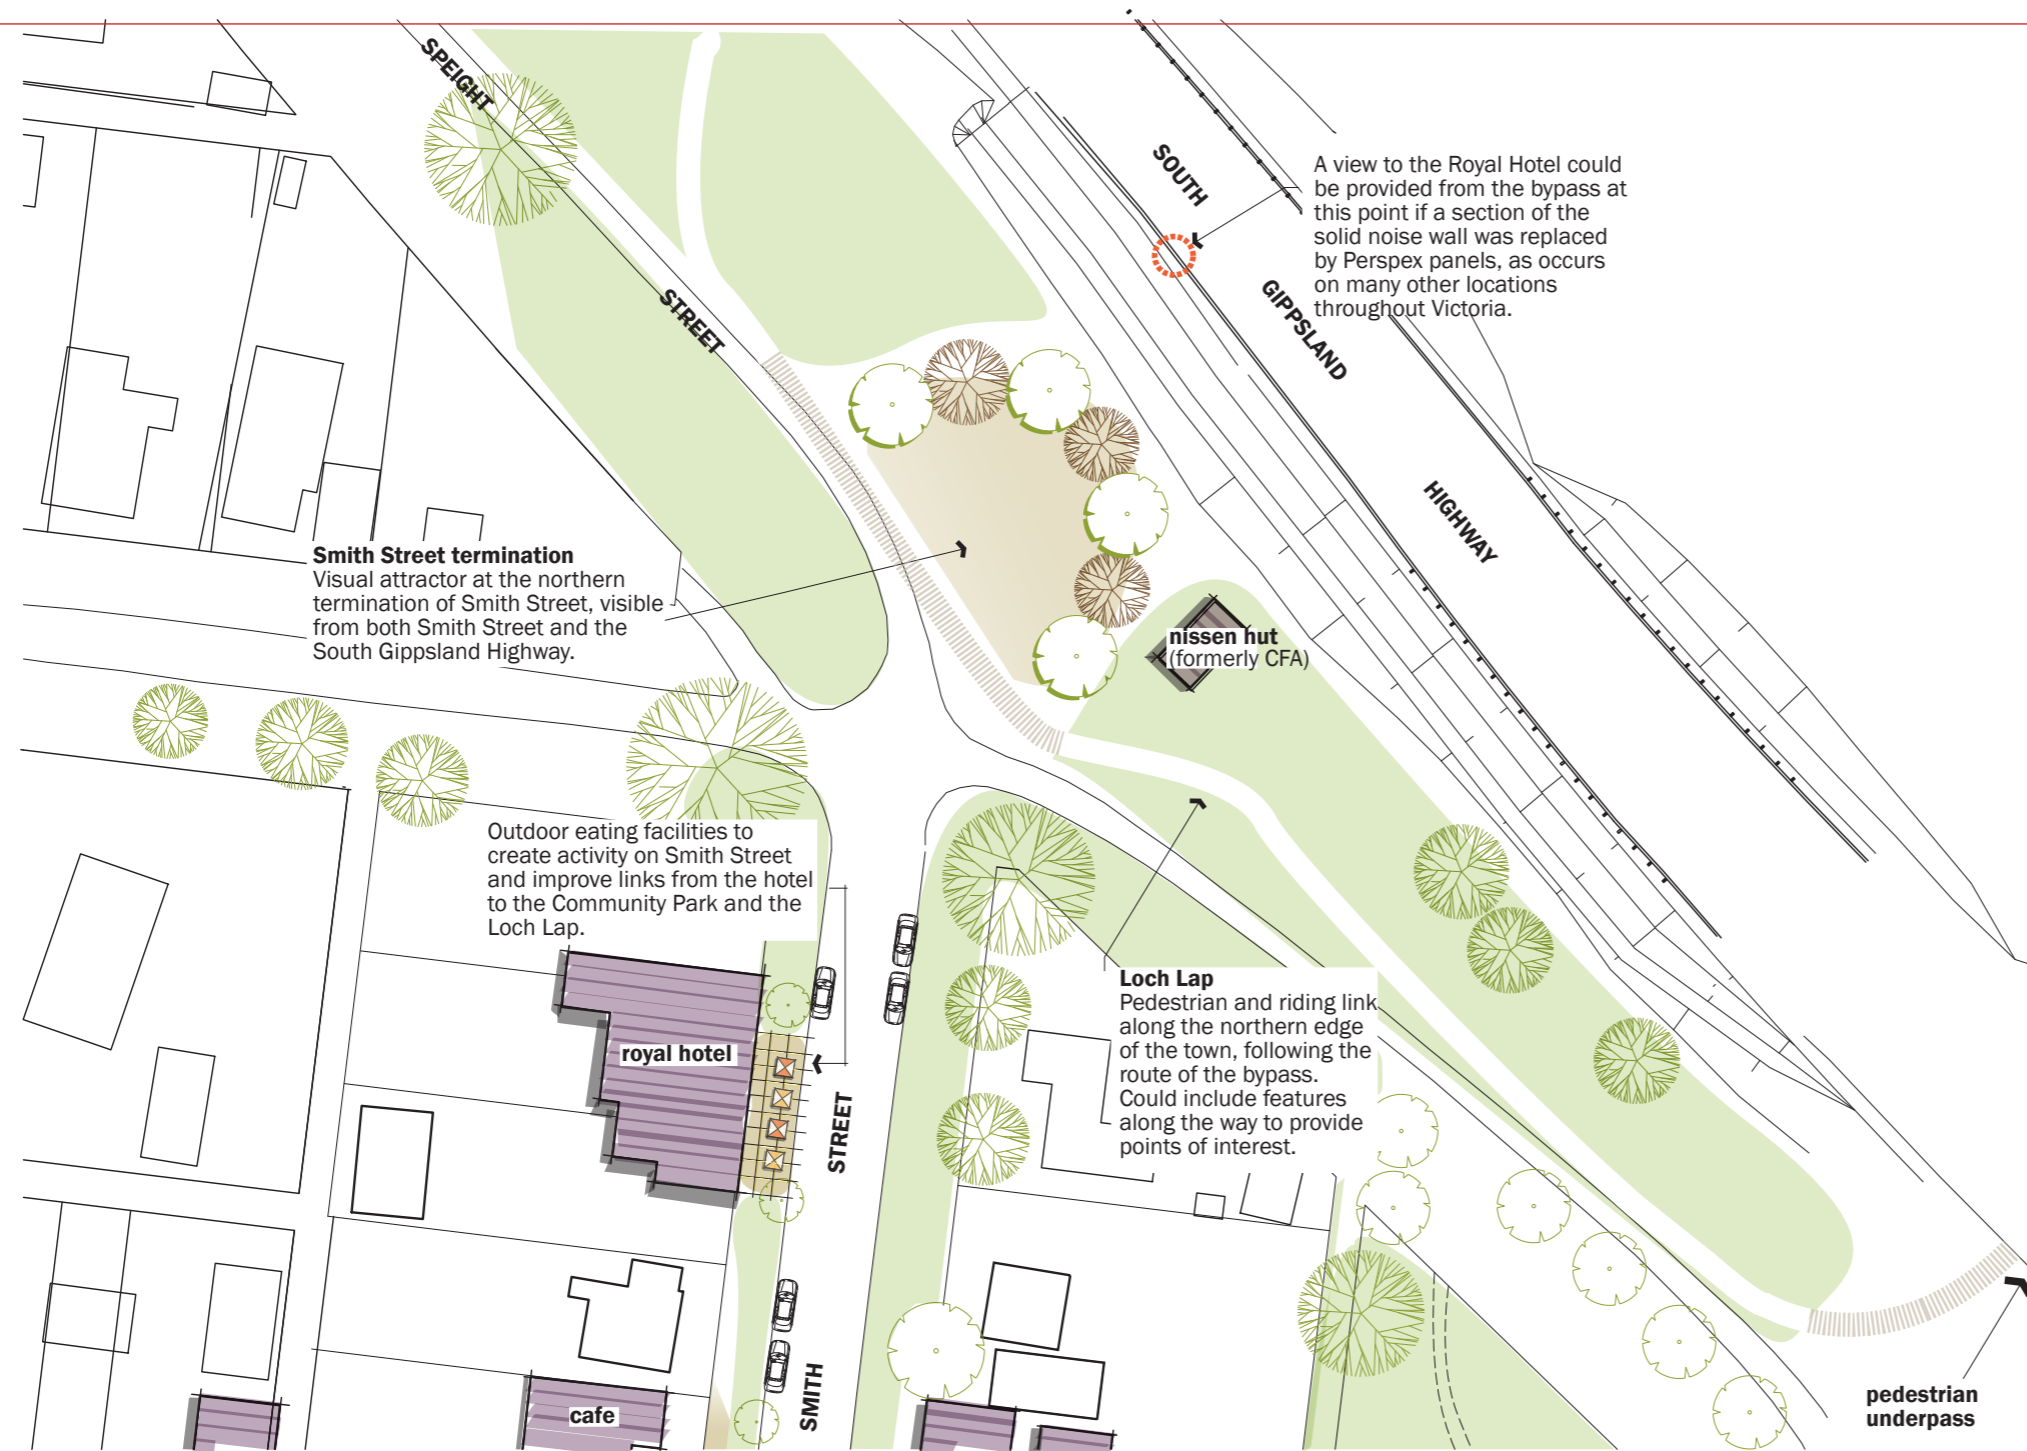 SPEIGHT
STREET
SOUTH
GIPPSLAND
HIGHWAY
A view to the Royal Hotel could
be provided from the bypass at
this point if a section of the
solid noise wall was replaced
by Perspex panels, as occurs
on many other locations
throughout Victoria.
Smith Street termination
Visual attractor at the northern
termination of Smith Street, visible
from both Smith Street and the
South Gippsland Highway.
nissen hut
(formerly CFA)
Outdoor eating facilities to
create activity on Smith Street
and improve links from the hotel
to the Community Park and the
Loch Lap.
Loch Lap
Pedestrian and riding link
along the northern edge
of the town, following the
route of the bypass.
Could include features
along the way to provide
points of interest.
royal hotel
SMITH
STREET
cafe
pedestrian
underpass